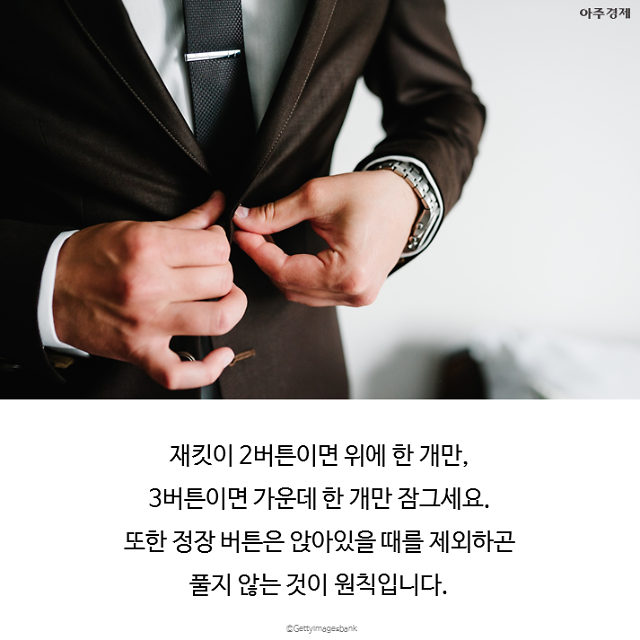 아주경제
재킷이 2버튼이면 위에 한 개만,
3버튼이면 가운데 한 개만 잠그세요.
또한 정장 버튼은 앉아있을 때를 제외하곤
풀지 않는 것이 원칙입니다.
©Gettyimagesbank